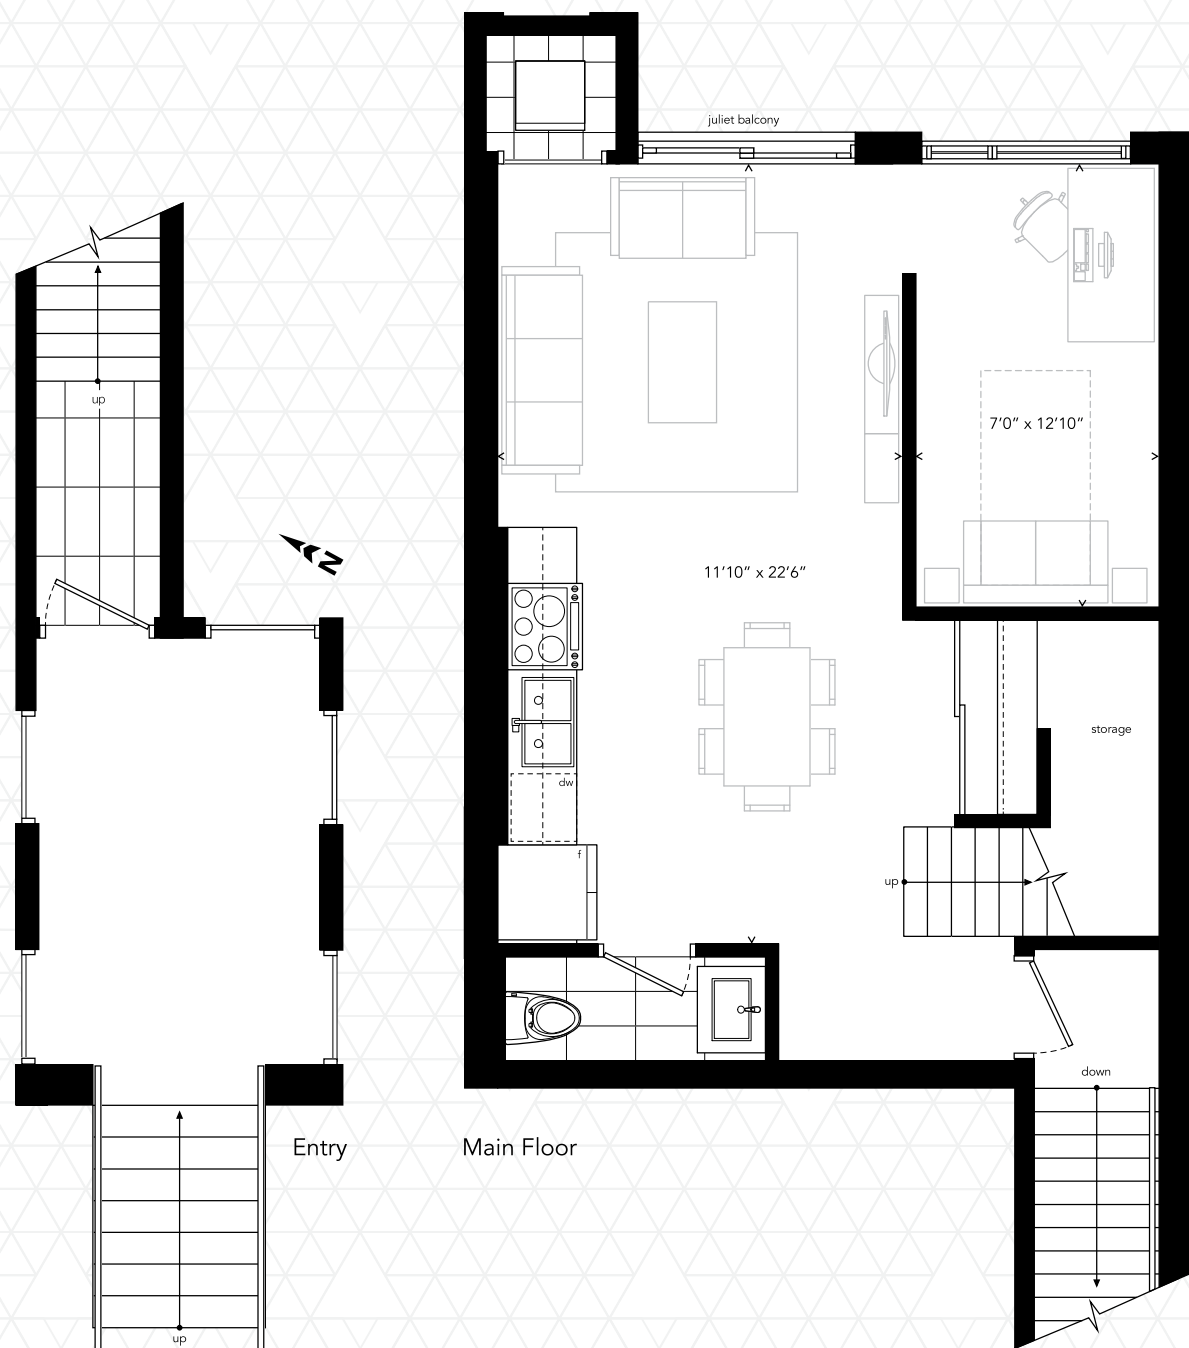 juliet balcony
up
7’0” x 12’10”
N
11’10” x 22’6”
storage
dw
f
up
down
Entry
Main Floor
up